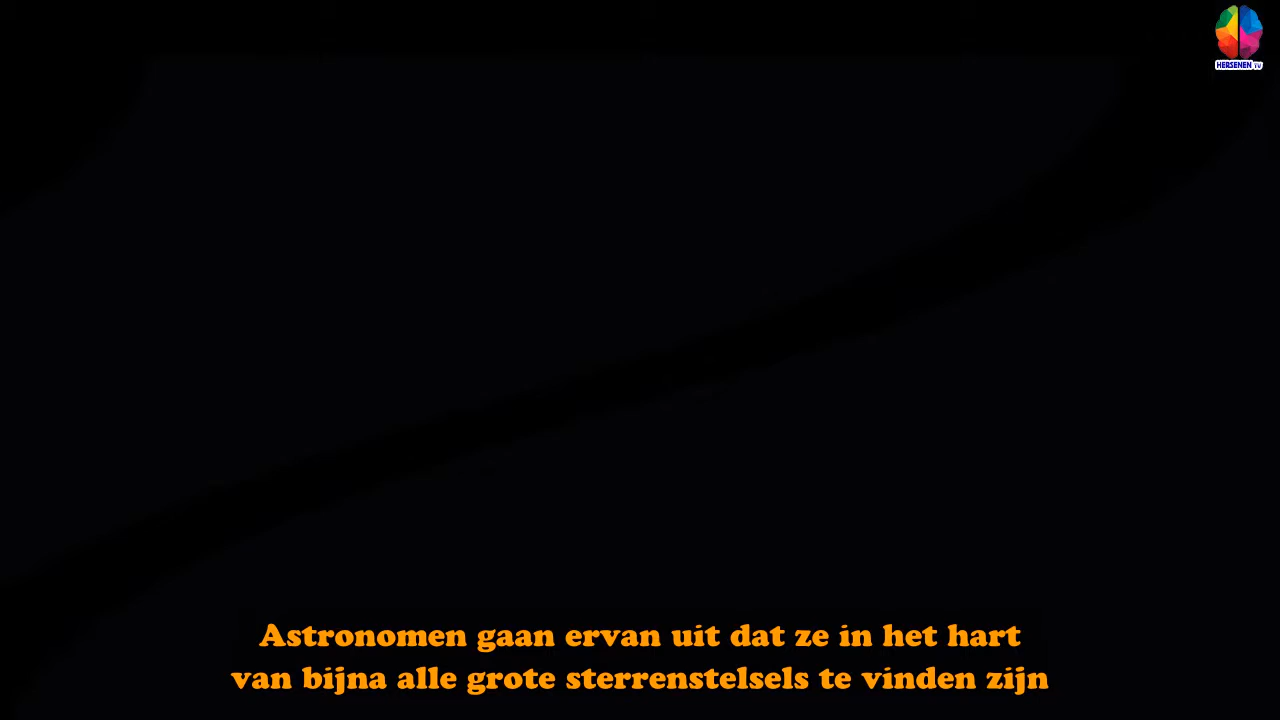 HERSENEN TV
Astronomen gaan ervan uit dat ze in het hart
van bijna alle grote sterrenstelsels te vinden zijn